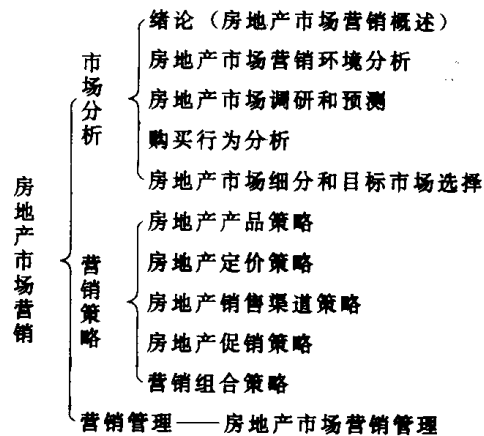 房地产市场营销
市场分析
绪论（房地产市场营销概述）
房地产市场营销环境分析
房地产市场调研和预测
购买行为分析
房地产市场细分和目标市场选择
营销策略
房地产产品策略
房地产定价策略
房地产销售渠道策略
房地产促销策略
营销组合策略
营销管理——房地产市场营销管理